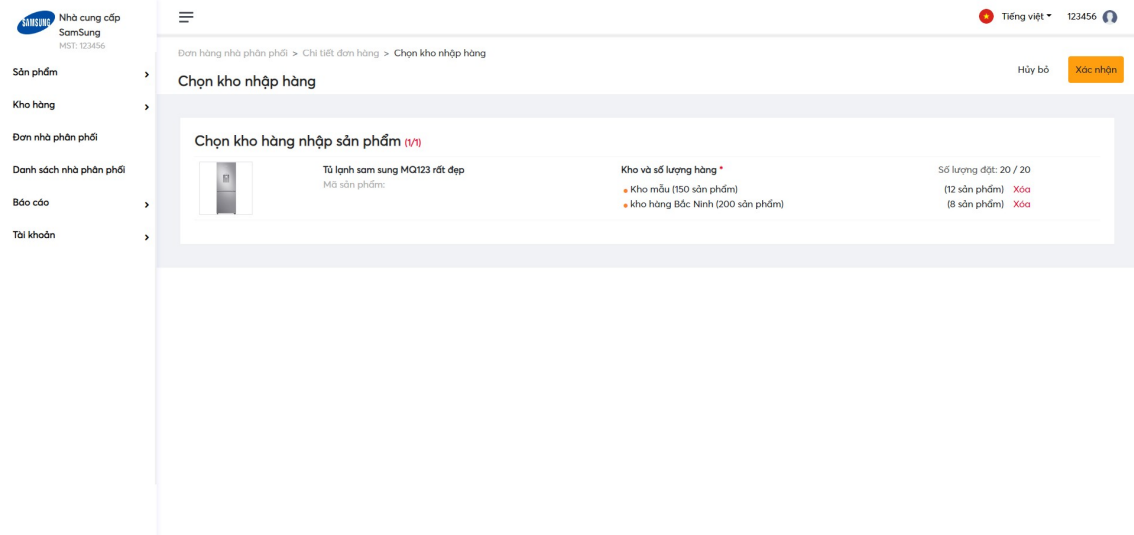 SAMSUNG
Nhà cung cấp
SamSung
MST: 123456
Tiếng việt
123456
Sản phẩm
Kho hàng
Đơn nhà phân phối
Danh sách nhà phân phối
Báo cáo
Tài khoản
Đơn hàng nhà phân phối > Chi tiết đơn hàng > Chọn kho nhập hàng
Chọn kho nhập hàng
Hủy bỏ
Xác nhận
Chọn kho hàng nhập sản phẩm (1/1)
Tủ lạnh sam sung MQ123 rất đẹp
Mã sản phẩm:
Kho và số lượng hàng *
Số lượng đặt: 20 / 20
Kho mẫu (150 sản phẩm) (12 sản phẩm) Xóa
kho hàng Bắc Ninh (200 sản phẩm) (8 sản phẩm) Xóa